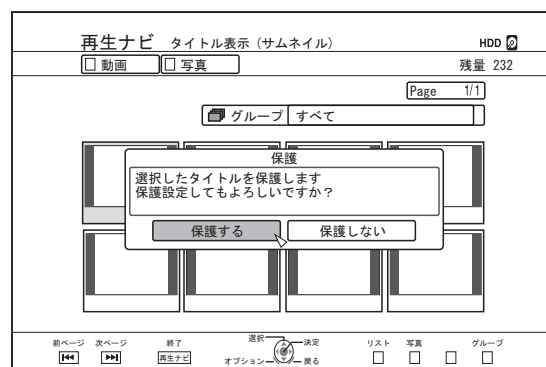 再生ナビ タイトル表示（サムネイル） HDD
動画 写真 残量 232
Page 1/1
グループ すべて
保護
選択したタイトルを保護します
保護設定してもよろしいですか？
保護する 保護しない
前ページ 次ページ 終了 選択 決定 リスト 写真 グループ
再生ナビ オプション 戻る